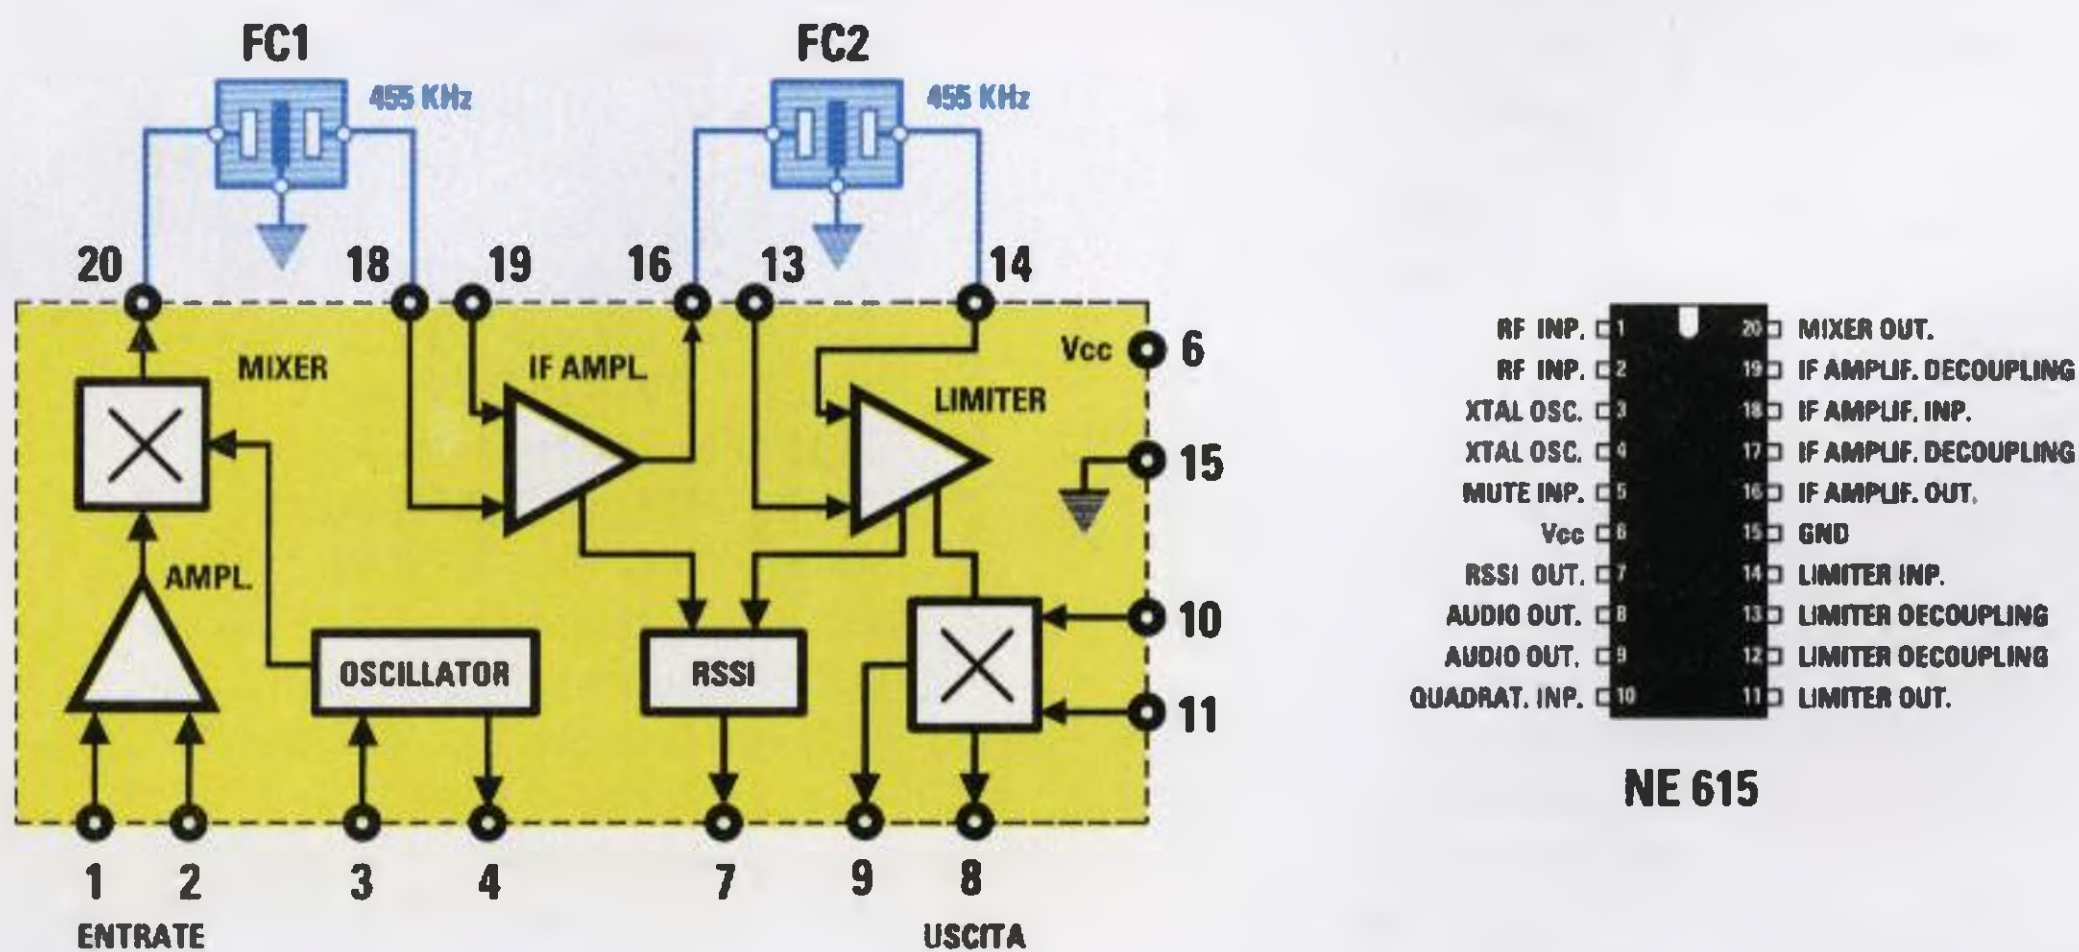 FC1
FC2
455 KHz
455 KHz
20
18
19
16
13
14
MIXER
IF AMPL.
LIMITER
Vcc
6
15
AMPL.
10
OSCILLATOR
RSSI
11
1
2
3
4
7
9
8
ENTRATE
USCITA
RF INP. 1
20 MIXER OUT.
RF INP. 2
19 IF AMPLIF. DECOUPLING
XTAL OSC. 3
18 IF AMPLIF. INP.
XTAL OSC. 4
17 IF AMPLIF. DECOUPLING
MUTE INP. 5
16 IF AMPLIF. OUT.
Vcc 6
15 GND
RSSI OUT. 7
14 LIMITER INP.
AUDIO OUT. 8
13 LIMITER DECOUPLING
AUDIO OUT. 9
12 LIMITER DECOUPLING
QUADRAT. INP. 10
11 LIMITER OUT.
NE 615